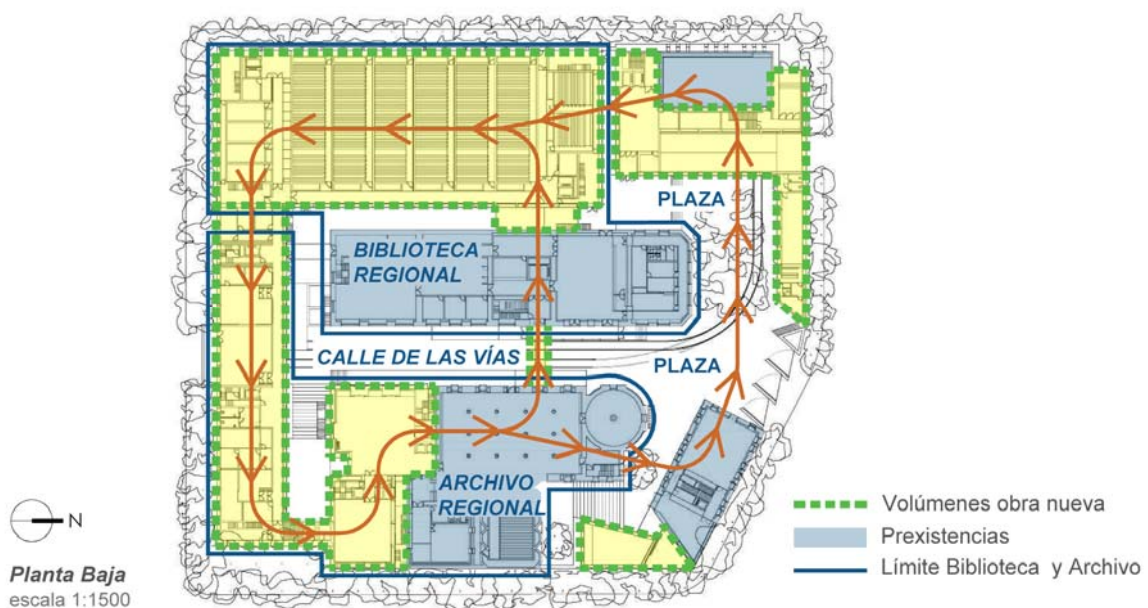 PLAZA
BIBLIOTECA
REGIONAL
CALLE DE LAS VÍAS
PLAZA
ARCHIVO
REGIONAL
N
Planta Baja
escala 1:1500
Volúmenes obra nueva
Prexistencias
Límite Biblioteca y Archivo